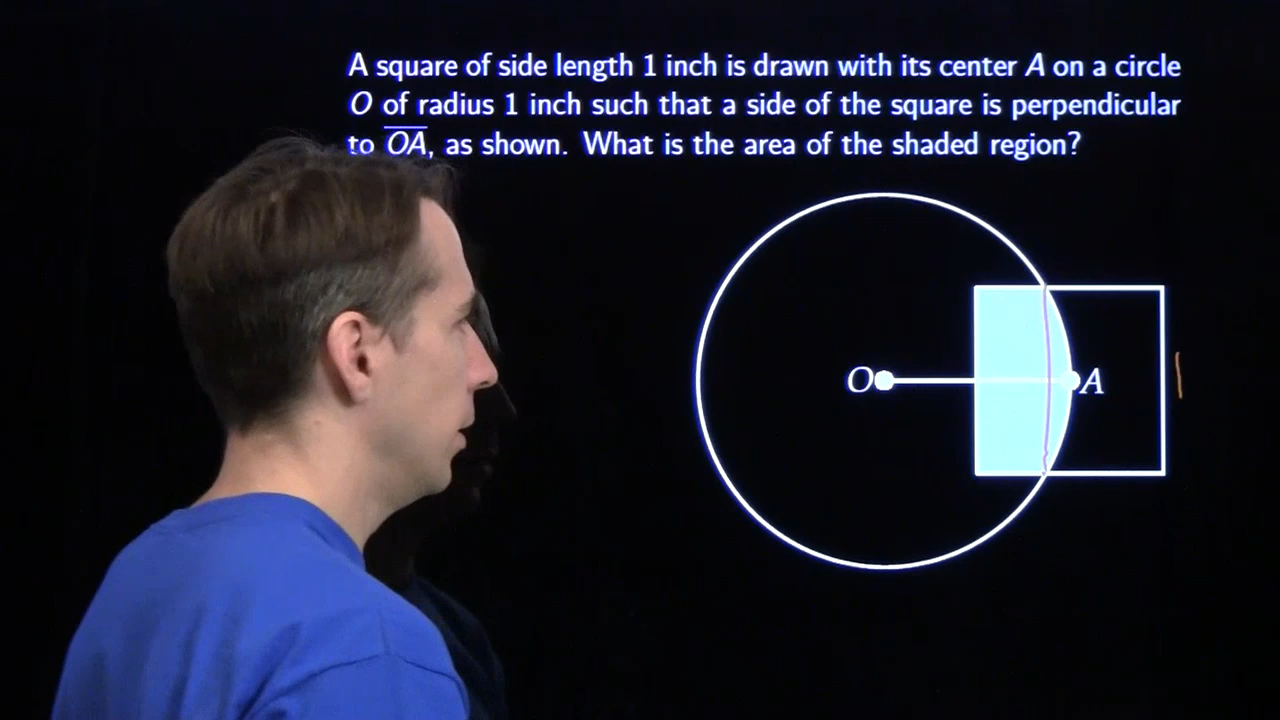 A square of side length 1 inch is drawn with its center A on a circle
O of radius 1 inch such that a side of the square is perpendicular
to OA, as shown. What is the area of the shaded region?
O
A
1